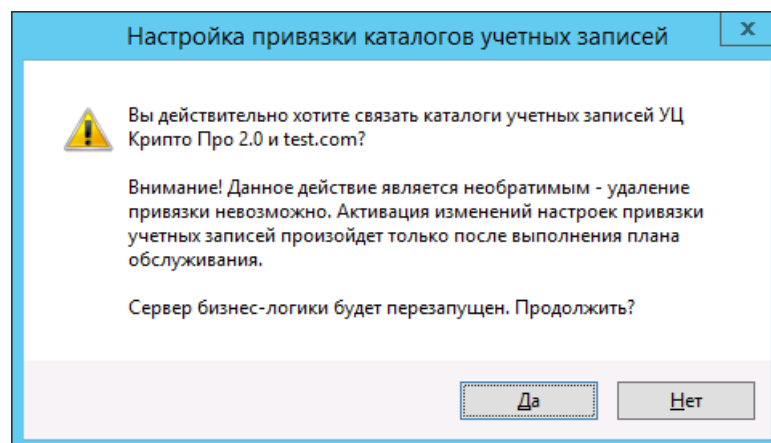 Настройка привязки каталогов учетных записей
x
Вы действительно хотите связать каталоги учетных записей УЦ
Крипто Про 2.0 и test.com?
Внимание! Данное действие является необратимым - удаление
привязки невозможно. Активация изменений настроек привязки
учетных записей произойдет только после выполнения плана
обслуживания.
Сервер бизнес-логики будет перезапущен. Продолжить?
Да
Нет